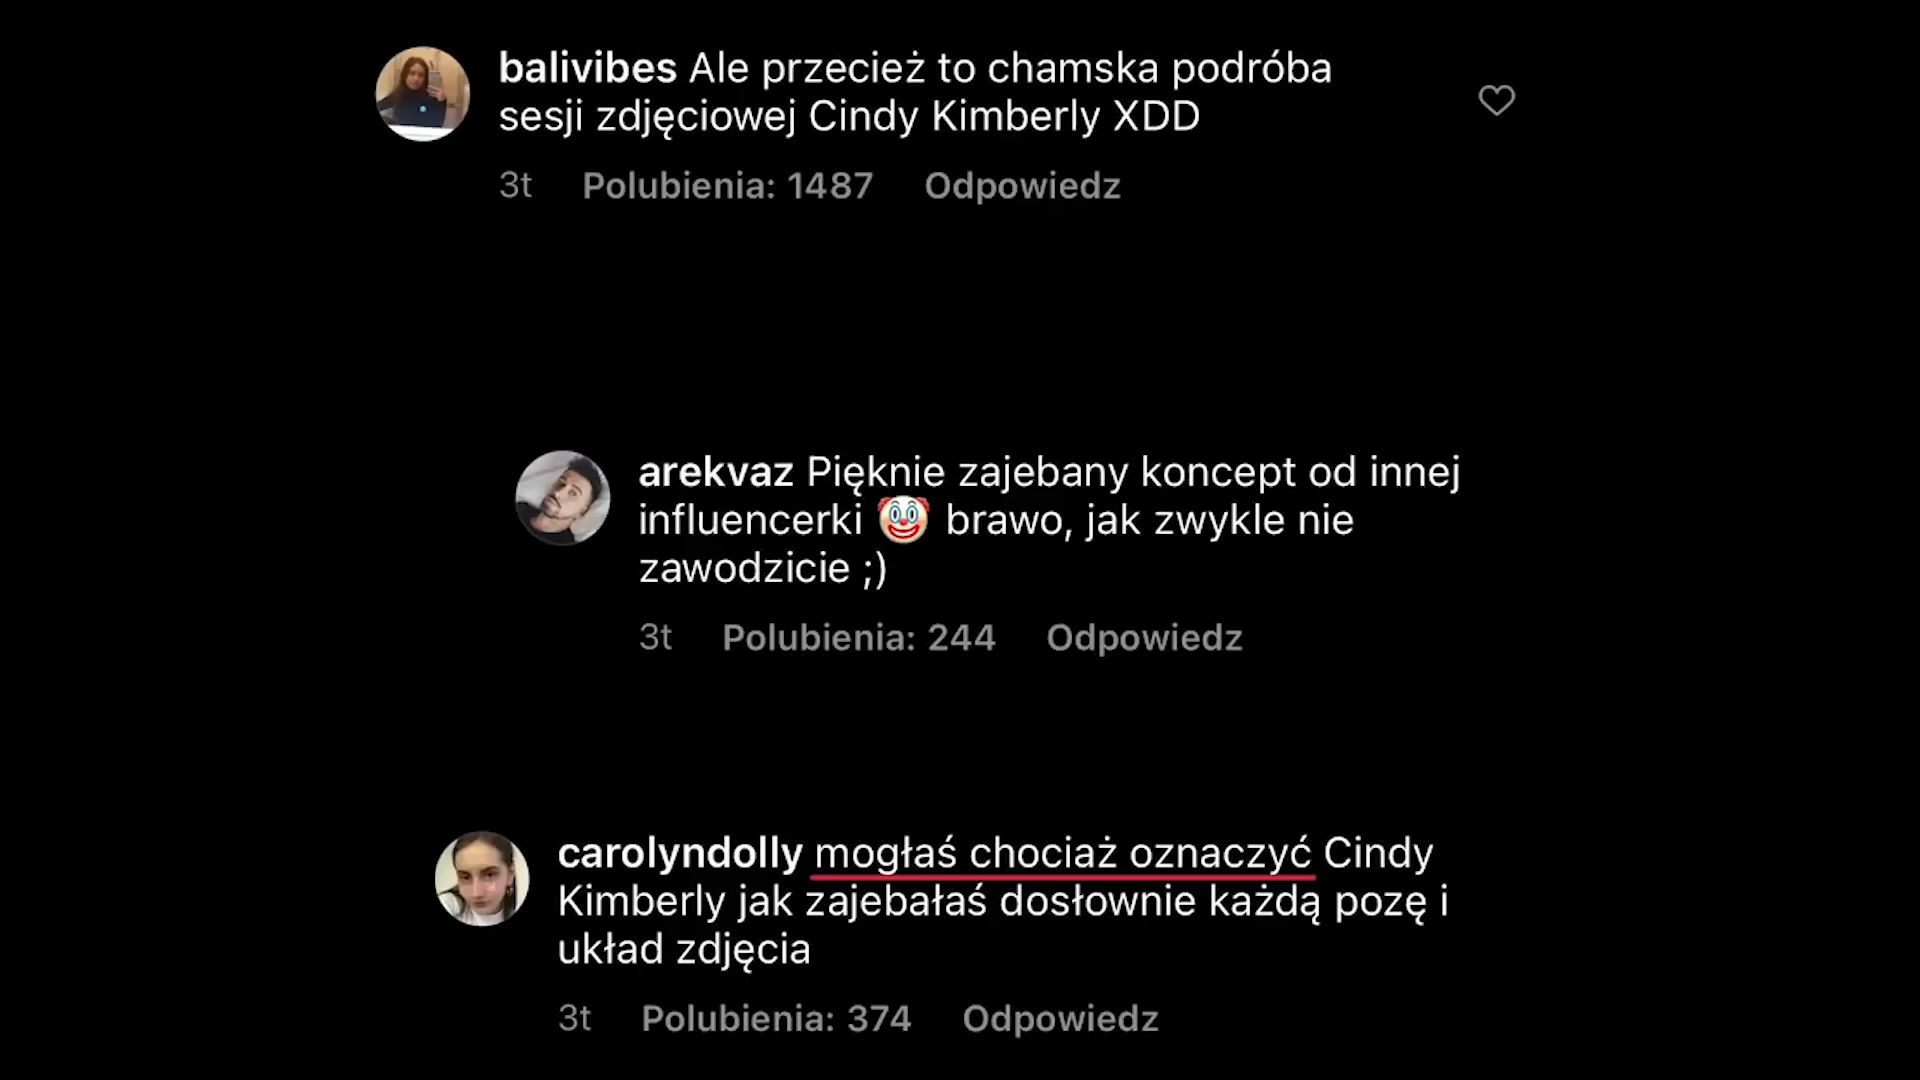 balivibes Ale przecież to chamska podróba
sesji zdjęciowej Cindy Kimberly XDD
3t Polubienia: 1487 Odpowiedz
arekvaz Pięknie zajebany koncept od innej
influencerki 🤡 brawo, jak zwykle nie
zawodzicie ;)
3t Polubienia: 244 Odpowiedz
carolyndolly mogłaś chociaż oznaczyć Cindy
Kimberly jak zajebałaś dosłownie każdą pozę i
układ zdjęcia
3t Polubienia: 374 Odpowiedz